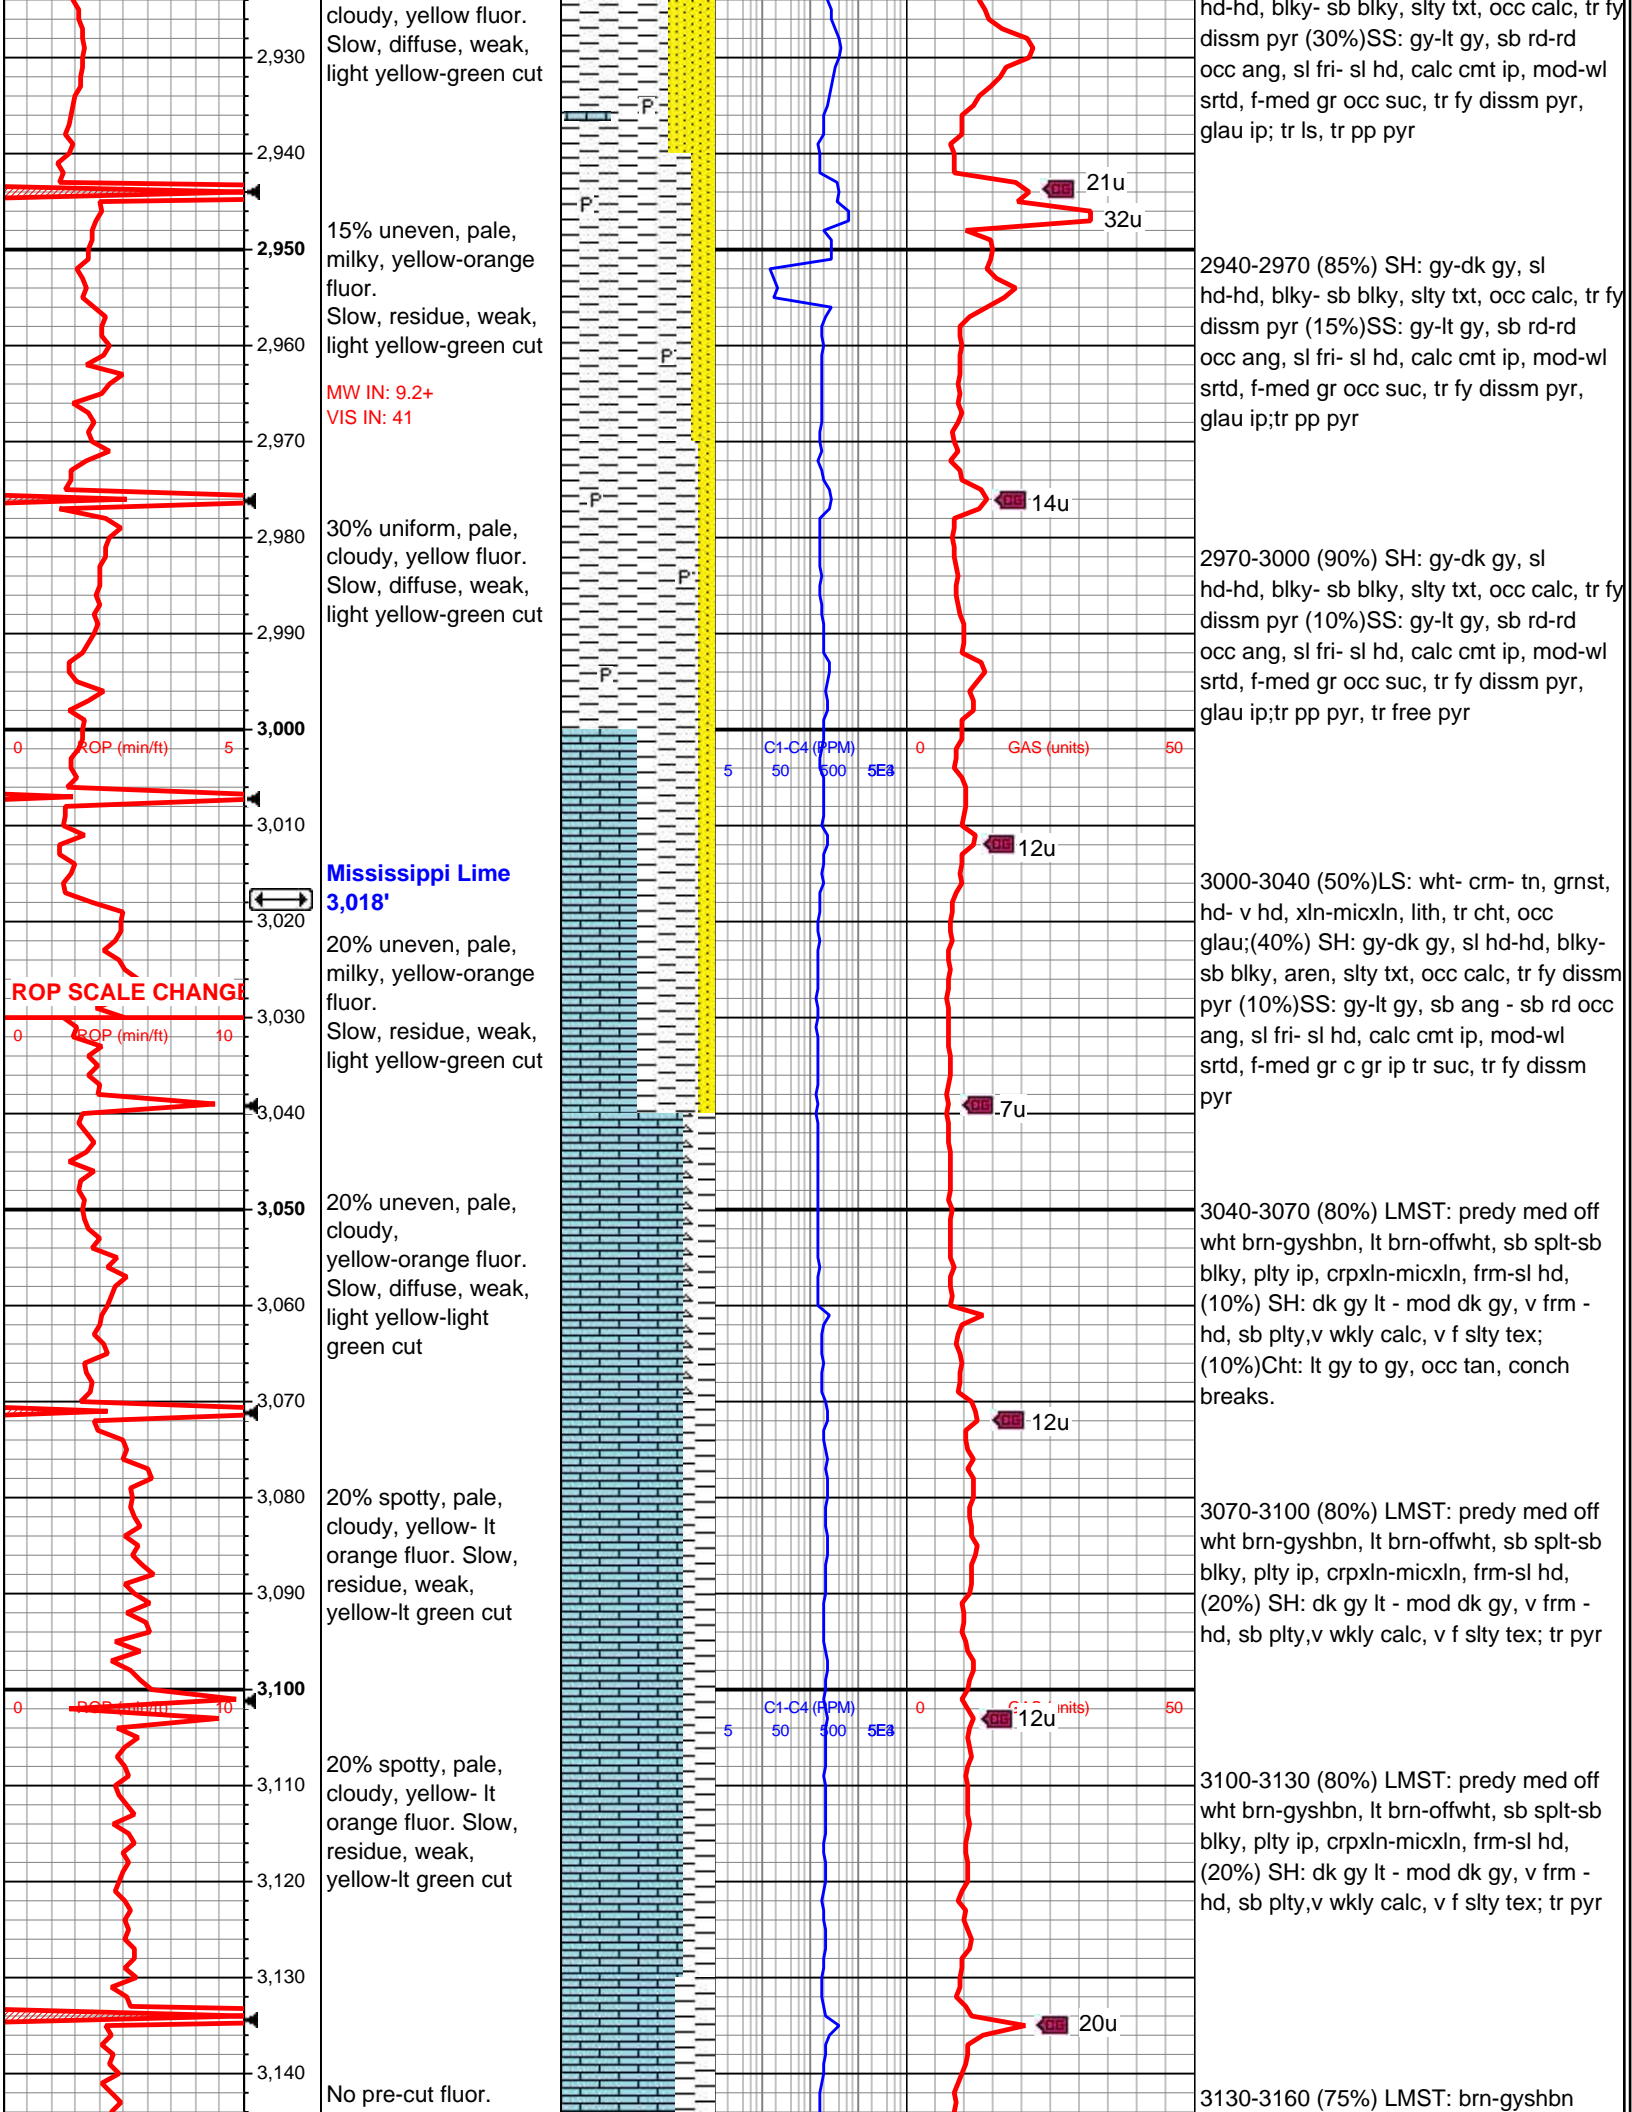 cloudy, yellow fluor.
Slow, diffuse, weak,
light yellow-green cut
hd-hd, blky- sb blky, slty txt, occ calc, tr fy
dissm pyr (30%)SS: gy-lt gy, sb rd-rd
occ ang, sl fri- sl hd, calc cmt ip, mod-wl
srtd, f-med gr occ suc, tr fy dissm pyr,
glau ip; tr ls, tr pp pyr
2,930
P
2,940
CG 21u
32u
P
15% uneven, pale,
milky, yellow-orange
fluor.
Slow, residue, weak,
light yellow-green cut
MW IN: 9.2+
VIS IN: 41
2,950
2940-2970 (85%) SH: gy-dk gy, sl
hd-hd, blky- sb blky, slty txt, occ calc, tr fy
dissm pyr (15%)SS: gy-lt gy, sb rd-rd
occ ang, sl fri- sl hd, calc cmt ip, mod-wl
srtd, f-med gr occ suc, tr fy dissm pyr,
glau ip;tr pp pyr
2,960
P
2,970
P
CG 14u
2,980
30% uniform, pale,
cloudy, yellow fluor.
Slow, diffuse, weak,
light yellow-green cut
P
2970-3000 (90%) SH: gy-dk gy, sl
hd-hd, blky- sb blky, slty txt, occ calc, tr fy
dissm pyr (10%)SS: gy-lt gy, sb rd-rd
occ ang, sl fri- sl hd, calc cmt ip, mod-wl
srtd, f-med gr occ suc, tr fy dissm pyr,
glau ip;tr pp pyr, tr free pyr
2,990
P
3,000
0 ROP (min/ft) 5
C1-C4 (PPM)
5 50 500
0 GAS (units) 50
3,010
CG 12u
Mississippi Lime
3,018'
3,020
20% uneven, pale,
milky, yellow-orange
fluor.
Slow, residue, weak,
light yellow-green cut
3000-3040 (50%)LS: wht- crm- tn, grnst,
hd- v hd, xln-micxln, lith, tr cht, occ
glau;(40%) SH: gy-dk gy, sl hd-hd, blky-
sb blky, aren, slty txt, occ calc, tr fy dissm
pyr (10%)SS: gy-lt gy, sb ang - sb rd occ
ang, sl fri- sl hd, calc cmt ip, mod-wl
srtd, f-med gr c gr ip tr suc, tr fy dissm
pyr
ROP SCALE CHANGE
3,030
0 ROP (min/ft) 10
3,040
CG 7u
3,050
20% uneven, pale,
cloudy,
yellow-orange fluor.
Slow, diffuse, weak,
light yellow-light
green cut
3040-3070 (80%) LMST: predy med off
wht brn-gyshbn, lt brn-offwht, sb splt-sb
blky, plty ip, crpxln-micxln, frm-sl hd,
(10%) SH: dk gy lt - mod dk gy, v frm -
hd, sb plty,v wkly calc, v f slty tex;
(10%)Cht: lt gy to gy, occ tan, conch
breaks.
3,060
3,070
CG 12u
3,080
20% spotty, pale,
cloudy, yellow- lt
orange fluor. Slow,
residue, weak,
yellow-lt green cut
3070-3100 (80%) LMST: predy med off
wht brn-gyshbn, lt brn-offwht, sb splt-sb
blky, plty ip, crpxln-micxln, frm-sl hd,
(20%) SH: dk gy lt - mod dk gy, v frm -
hd, sb plty,v wkly calc, v f slty tex; tr pyr
3,090
3,100
0 ROP (min/ft) 10
C1-C4 (PPM)
5 50 500
0 GAS (units) 50
CG 12u
3,110
20% spotty, pale,
cloudy, yellow- lt
orange fluor. Slow,
residue, weak,
yellow-lt green cut
3100-3130 (80%) LMST: predy med off
wht brn-gyshbn, lt brn-offwht, sb splt-sb
blky, plty ip, crpxln-micxln, frm-sl hd,
(20%) SH: dk gy lt - mod dk gy, v frm -
hd, sb plty,v wkly calc, v f slty tex; tr pyr
3,120
3,130
CG 20u
3,140
No pre-cut fluor.
3130-3160 (75%) LMST: brn-gyshbn